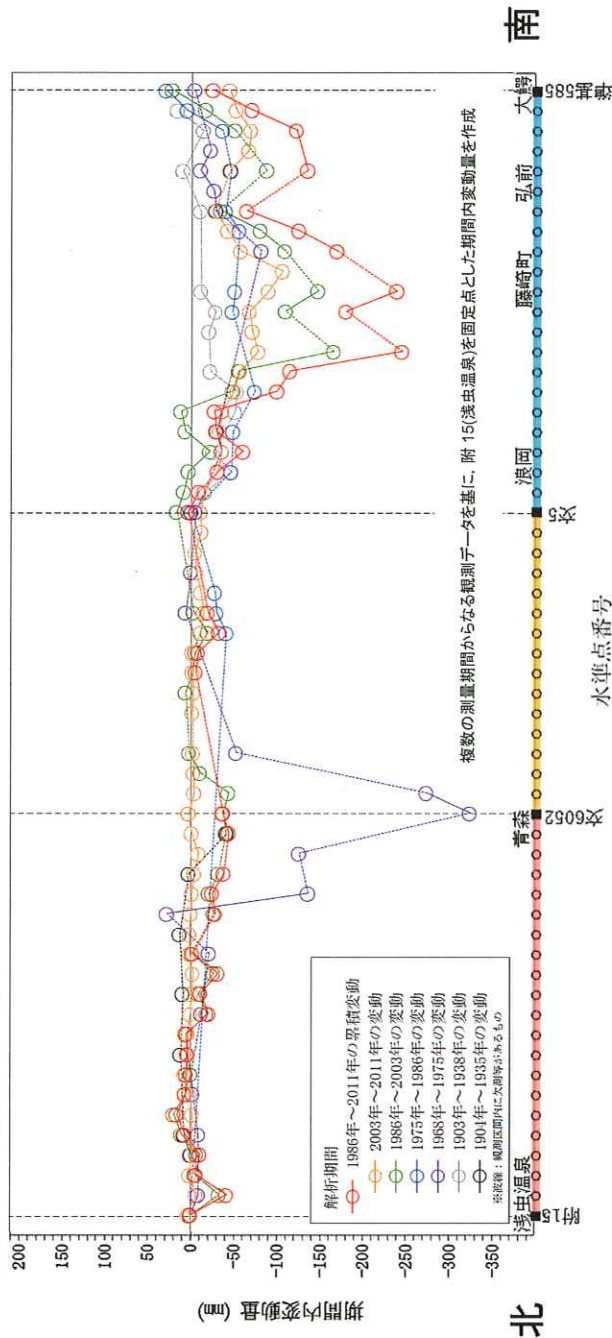 北
南
期間内変動量 (mm)
200
150
100
50
0
-50
-100
-150
-200
-250
-300
-350
解析期間
1986年～2011年の累積変動
2003年～2011年の変動
1986年～2003年の変動
1975年～1986年の変動
1968年～1975年の変動
1903年～1938年の変動
1904年～1935年の変動
※波線：観測区間内に欠測等があるもの
複数の測量期間からなる観測データを基に，附 15(浅虫温泉)を固定点とした期間内変動量を作成
浅虫温泉
青森
浪岡
藤崎町
弘前
大鰐
附15
交6052
交5
準基585
水準点番号